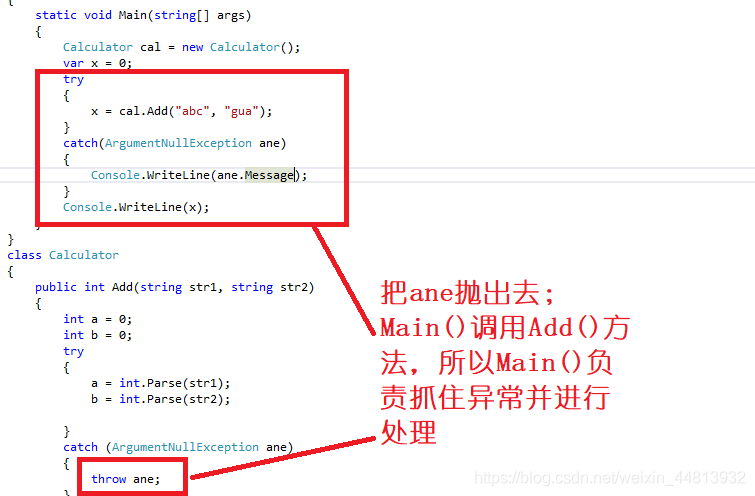 {
static void Main(string[] args)
{
Calculator cal = new Calculator();
var x = 0;
try
{
x = cal.Add("abc", "gua");
}
catch(ArgumentNullException ane)
{
Console.WriteLine(ane.Message);
}
Console.WriteLine(x);
}
}
class Calculator
{
public int Add(string str1, string str2)
{
int a = 0;
int b = 0;
try
{
a = int.Parse(str1);
b = int.Parse(str2);
}
catch (ArgumentNullException ane)
{
throw ane;
}
把ane抛出去;
Main()调用Add()方
法，所以Main()负
责抓住异常并进行
处理
https://blog.csdn.net/weixin_44813932